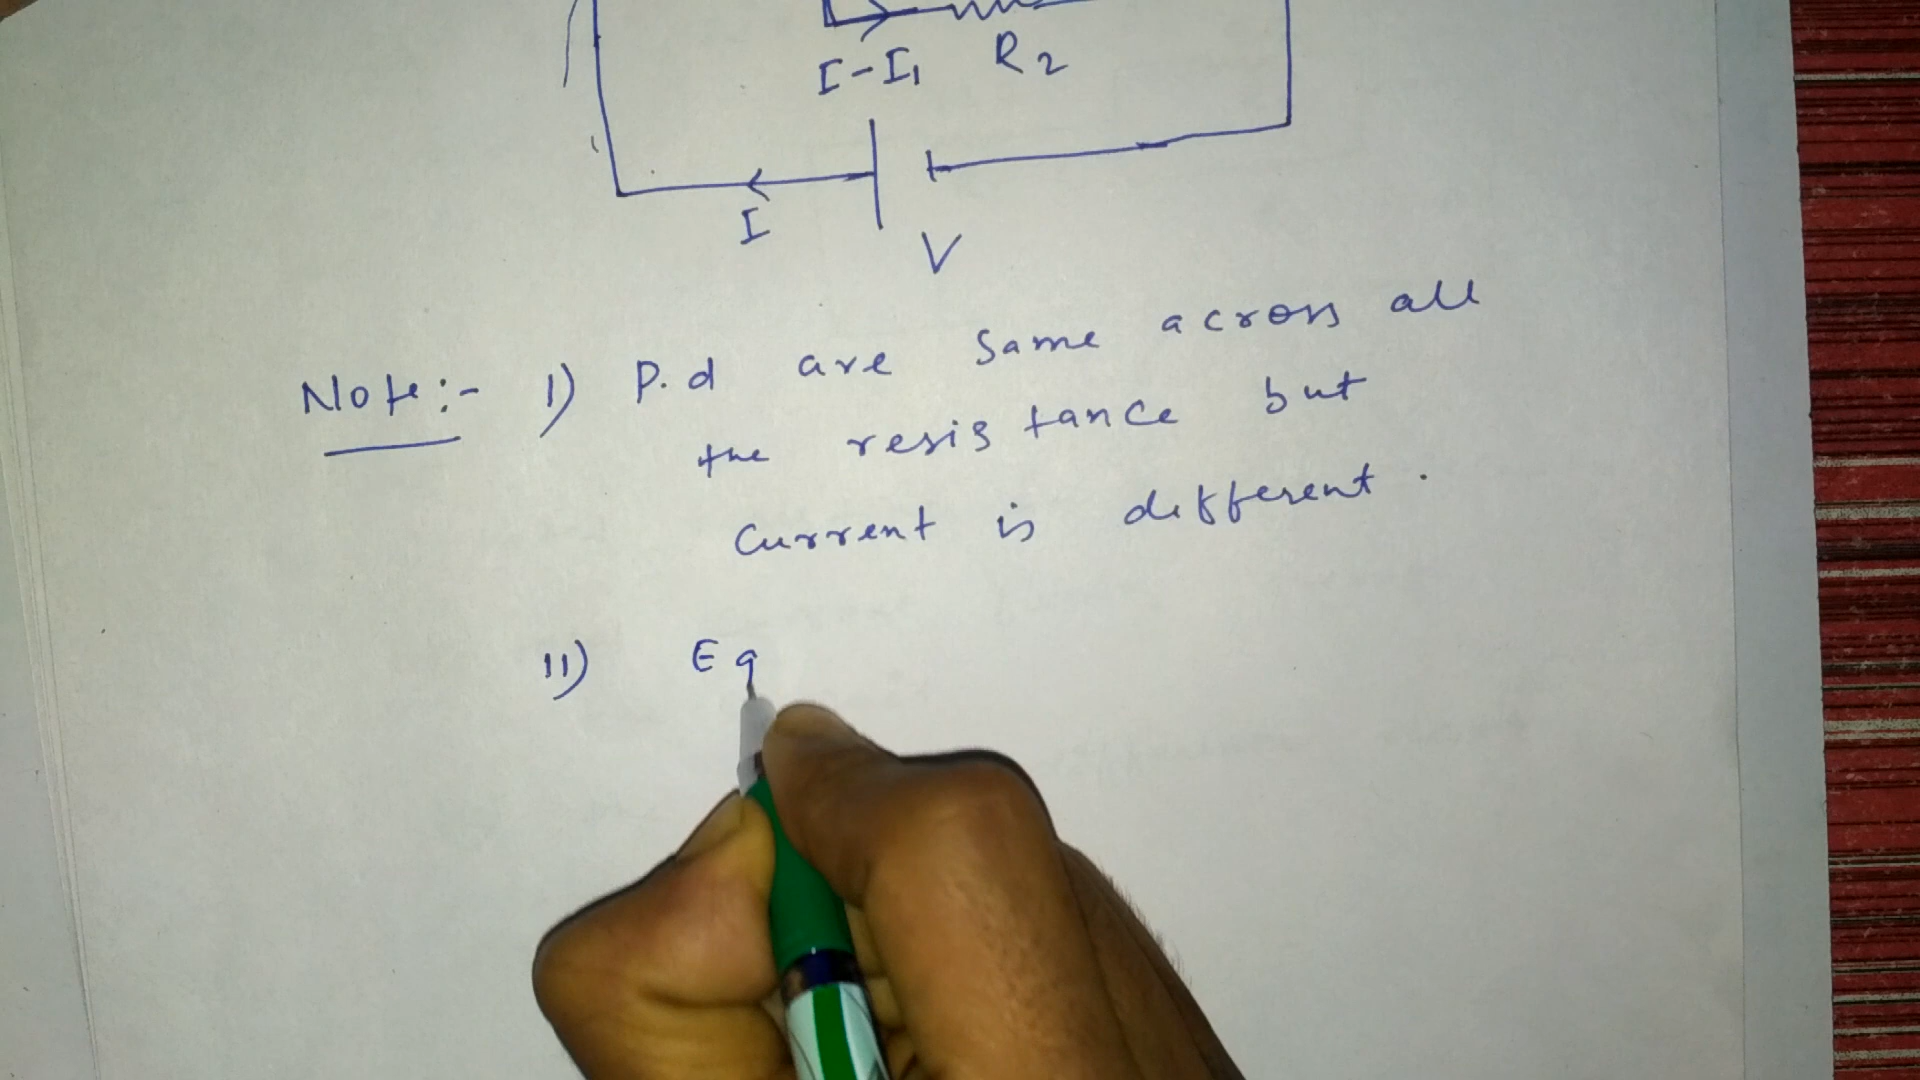 I-I₁ R₂
I
V
Note:- 1) P.d are same across all
the resistance but
current is different.
11) Eq